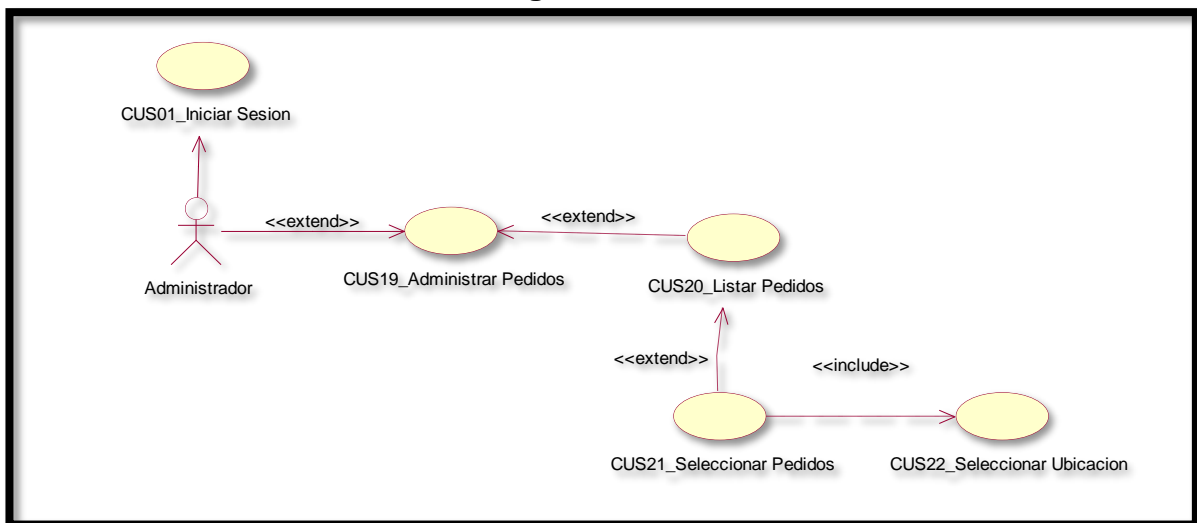 CUS01_Iniciar Sesion
<<extend>>
<<extend>>
Administrador
CUS19_Administrar Pedidos
CUS20_Listar Pedidos
<<extend>>
<<include>>
CUS21_Seleccionar Pedidos
CUS22_Seleccionar Ubicacion